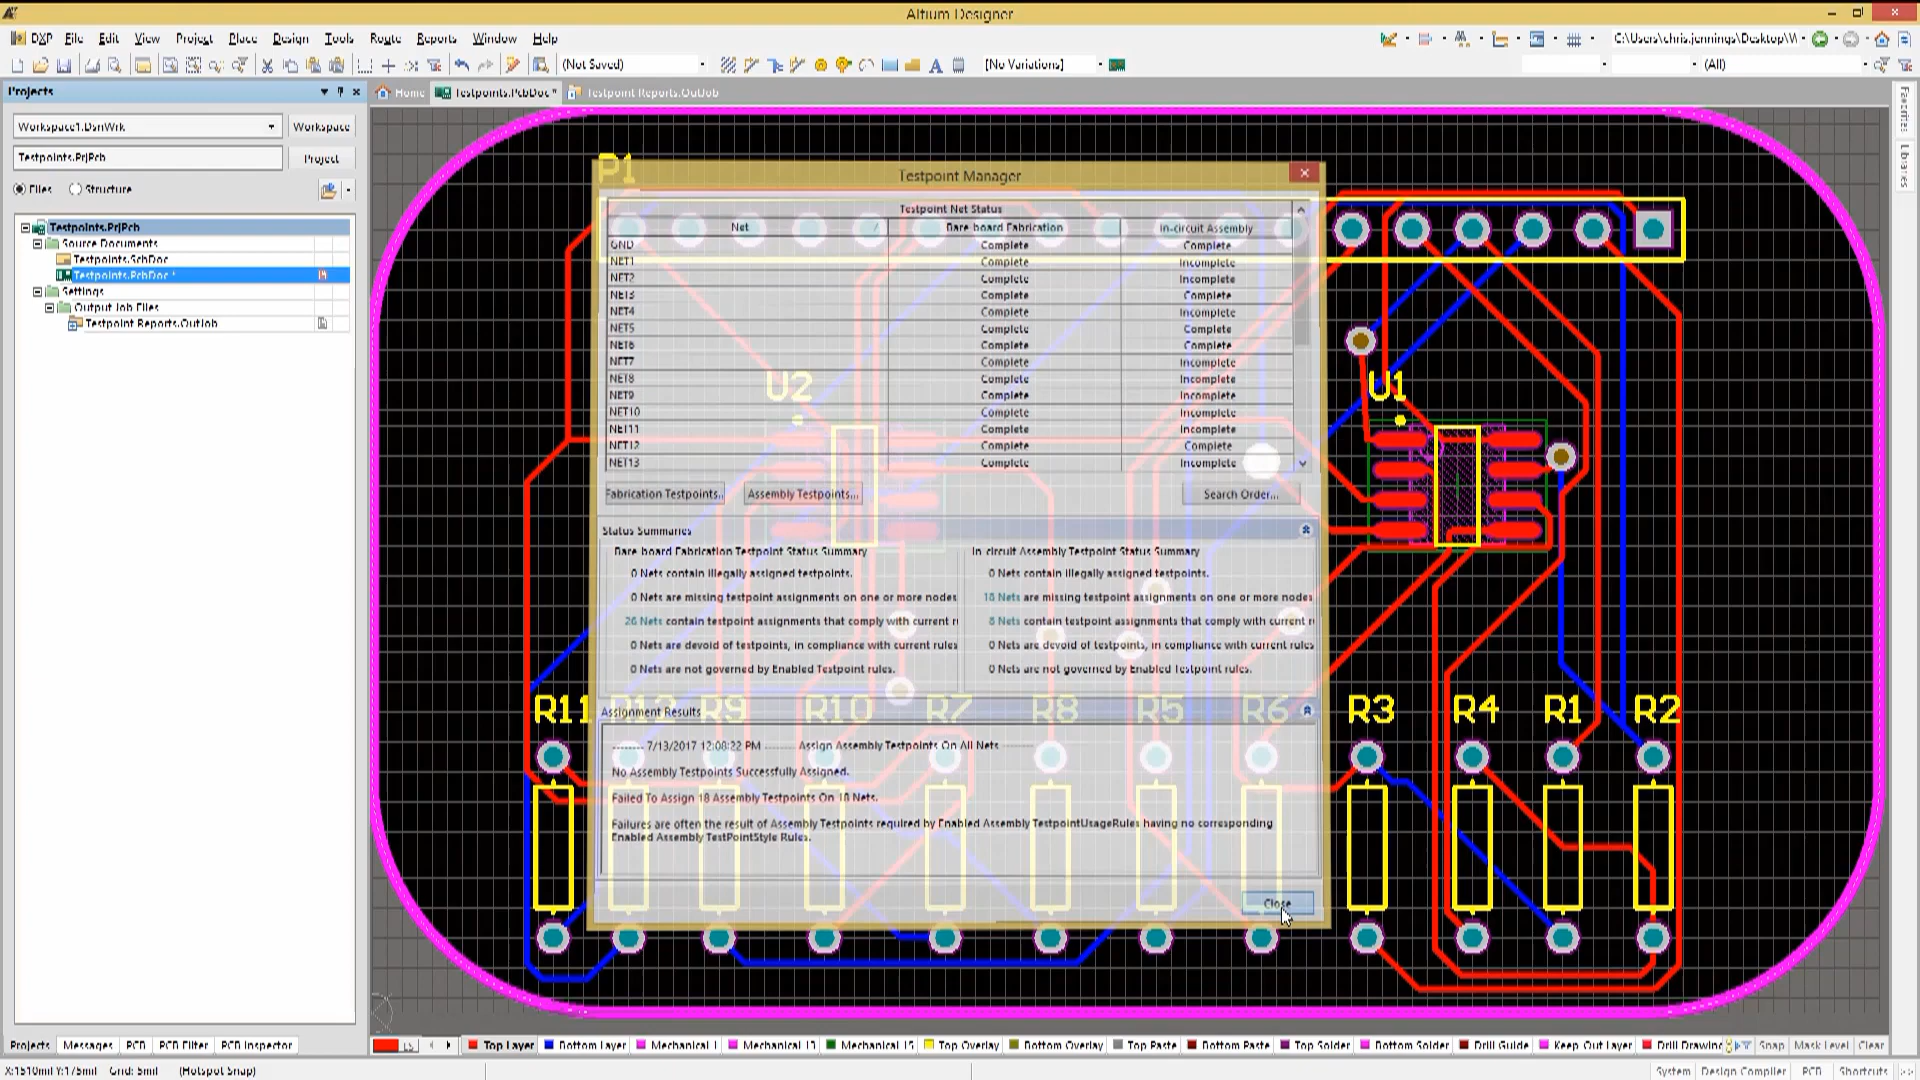 Altium Designer
DXP File Edit View Project Place Design Tools Route Reports Window Help
C:\Users\chris.jennings\Desktop\W
(Not Saved)
[No Variations]
(All)
Projects
Home Testpoints.PcbDoc * Testpoint Reports.OutJob
Favorites
Libraries
Workspace1.DsnWrk
Workspace
Testpoints.PrjPcb
Project
Files Structure
Testpoints.PrjPcb
Source Documents
Testpoints.SchDoc
Testpoints.PcbDoc *
Settings
Output Job Files
Testpoint Reports.OutJob
P1
Testpoint Manager
Testpoint Net Status
Net Bare-board Fabrication In-circuit Assembly
GND Complete Complete
NET1 Complete Incomplete
NET2 Complete Incomplete
NET3 Complete Complete
NET4 Complete Incomplete
NET5 Complete Complete
NET6 Complete Complete
NET7 Complete Incomplete
NET8 Complete Incomplete
NET9 Complete Incomplete
NET10 Complete Incomplete
NET11 Complete Incomplete
NET12 Complete Complete
NET13 Complete Incomplete
U2
U1
Fabrication Testpoints... Assembly Testpoints... Search Order...
Status Summaries
Bare-board Fabrication Testpoint Status Summary
0 Nets contain illegally assigned testpoints.
0 Nets are missing testpoint assignments on one or more nodes
26 Nets contain testpoint assignments that comply with current r
0 Nets are devoid of testpoints, in compliance with current rules
0 Nets are not governed by Enabled Testpoint rules.
In-circuit Assembly Testpoint Status Summary
0 Nets contain illegally assigned testpoints.
18 Nets are missing testpoint assignments on one or more nodes
8 Nets contain testpoint assignments that comply with current r
0 Nets are devoid of testpoints, in compliance with current rules
0 Nets are not governed by Enabled Testpoint rules.
R11 R12 R9 R10 R7 R8 R5 R6 R3 R4 R1 R2
Assignment Results
-------- 7/13/2017 12:08:22 PM -------- Assign Assembly Testpoints On All Nets --------
No Assembly Testpoints Successfully Assigned.
Failed To Assign 18 Assembly Testpoints On 18 Nets.
Failures are often the result of Assembly Testpoints required by Enabled Assembly TestpointUsageRules having no corresponding
Enabled Assembly TestPointStyle Rules.
Close
Projects Messages PCB PCB Filter PCB Inspector
LS Top Layer Bottom Layer Mechanical 1 Mechanical 13 Mechanical 15 Top Overlay Bottom Overlay Top Paste Bottom Paste Top Solder Bottom Solder Drill Guide Keep-Out Layer Drill Drawing Snap Mask Level Clear
X:1510mil Y:175mil Grid: 5mil (Hotspot Snap)
System Design Compiler PCB Shortcuts >>